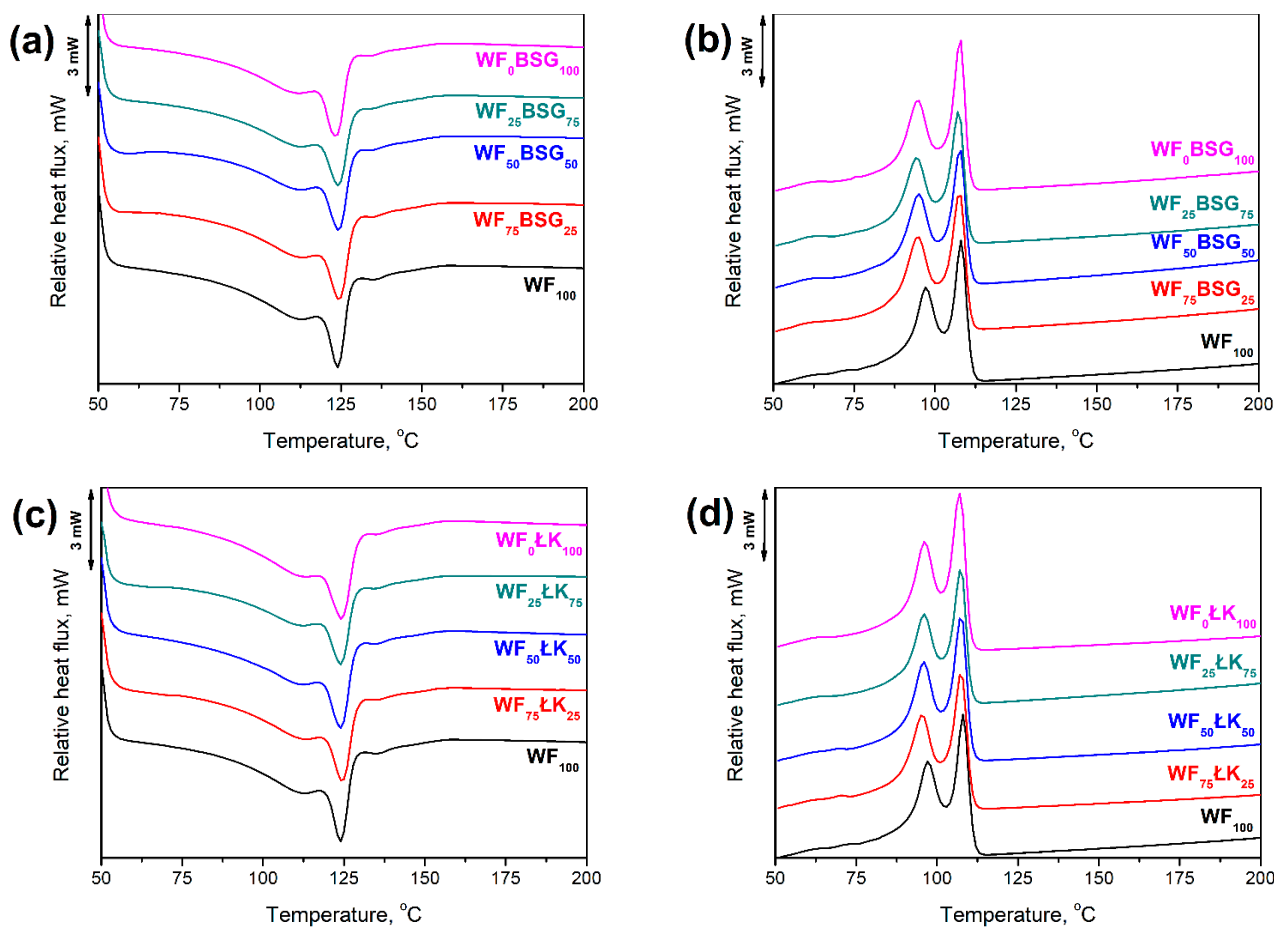 (a)
3 mW
Relative heat flux, mW
WF0BSG100
WF25BSG75
WF50BSG50
WF75BSG25
WF100
50 75 100 125 150 175 200
Temperature, °C
(b)
3 mW
Relative heat flux, mW
WF0BSG100
WF25BSG75
WF50BSG50
WF75BSG25
WF100
50 75 100 125 150 175 200
Temperature, °C
(c)
3 mW
Relative heat flux, mW
WF0ŁK100
WF25ŁK75
WF50ŁK50
WF75ŁK25
WF100
50 75 100 125 150 175 200
Temperature, °C
(d)
3 mW
Relative heat flux, mW
WF0ŁK100
WF25ŁK75
WF50ŁK50
WF75ŁK25
WF100
50 75 100 125 150 175 200
Temperature, °C